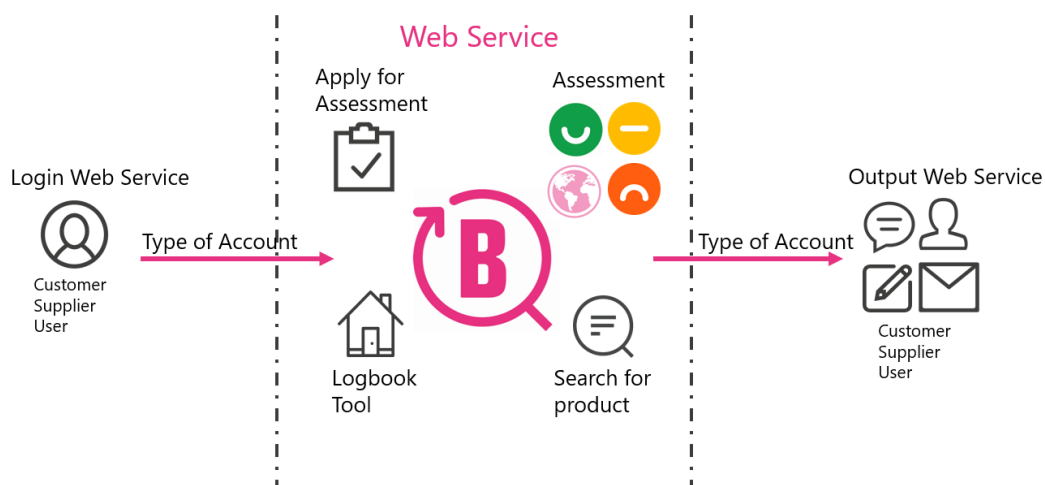 Web Service
Apply for
Assessment
Assessment
Login Web Service
Type of Account
Customer
Supplier
User
B
Logbook
Tool
Search for
product
Type of Account
Output Web Service
Customer
Supplier
User